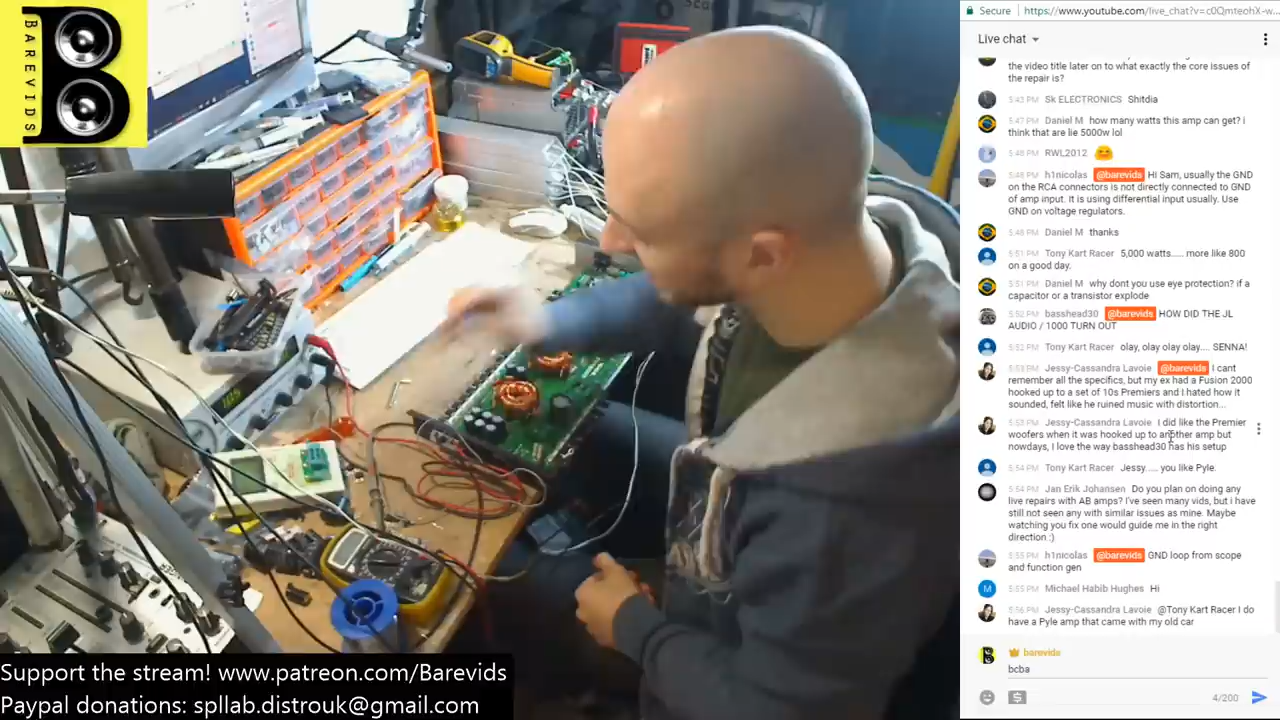 BAREVIDS
Secure https://www.youtube.com/live_chat?v=c0QmteohX-w...
Live chat
the video title later on to what exactly the core issues of
the repair is?
5:43 PM Sk ELECTRONICS Shitdia
5:47 PM Daniel M how many watts this amp can get? i
think that are lie 5000w lol
5:48 PM RWL2012
5:48 PM h1nicolas @barevids HI Sam, usually the GND
on the RCA connectors is not directly connected to GND
of amp input. It is using differential input usually. Use
GND on voltage regulators.
5:48 PM Daniel M thanks
5:51 PM Tony Kart Racer 5,000 watts..... more like 800
on a good day.
5:51 PM Daniel M why dont you use eye protection? if a
capacitor or a transistor explode
5:52 PM basshead30 @barevids HOW DID THE JL
AUDIO / 1000 TURN OUT
5:52 PM Tony Kart Racer olay, olay olay olay.... SENNA!
5:53 PM Jessy-Cassandra Lavoie @barevids I cant
remember all the specifics, but my ex had a Fusion 2000
hooked up to a set of 10s Premiers and I hated how it
sounded, felt like he ruined music with distortion...
5:53 PM Jessy-Cassandra Lavoie I did like the Premier
woofers when it was hooked up to another amp but
nowdays, I love the way basshead30 has his setup
5:54 PM Tony Kart Racer Jessy..... you like Pyle.
5:54 PM Jan Erik Johansen Do you plan on doing any
live repairs with AB amps? I've seen many vids, but i have
still not seen any with similar issues as mine. Maybe
watching you fix one would guide me in the right
direction :)
5:55 PM h1nicolas @barevids GND loop from scope
and function gen
5:55 PM Michael Habib Hughes Hi
5:56 PM Jessy-Cassandra Lavoie @Tony Kart Racer I do
have a Pyle amp that came with my old car
barevids
bcba
4/200
Support the stream! www.patreon.com/Barevids
Paypal donations: spllab.distrouk@gmail.com